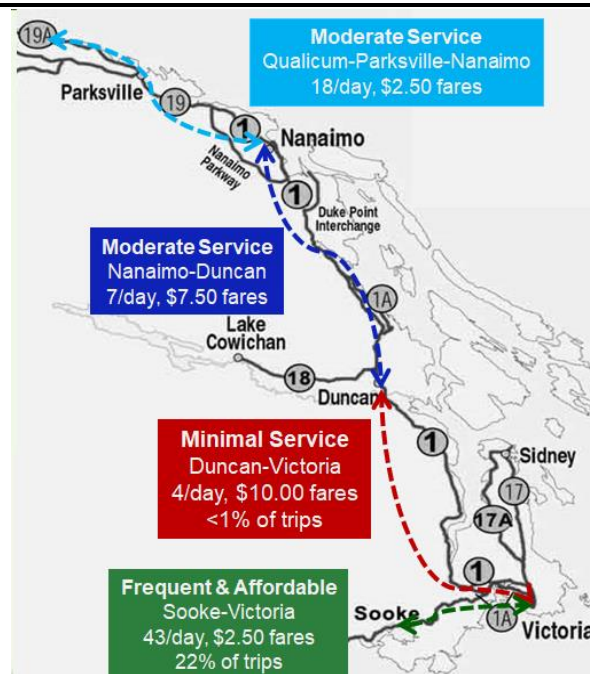 19A
Moderate Service
Qualicum-Parksville-Nanaimo
18/day, $2.50 fares
Parksville
19
1
Nanaimo
Nanaimo
Parkway
1
Duke Point
Interchange
Moderate Service
Nanaimo-Duncan
7/day, $7.50 fares
1A
Lake
Cowichan
18
Duncan
Minimal Service
Duncan-Victoria
4/day, $10.00 fares
<1% of trips
1
Sidney
17
17A
1
Frequent & Affordable
Sooke-Victoria
43/day, $2.50 fares
22% of trips
Sooke
1A
Victoria